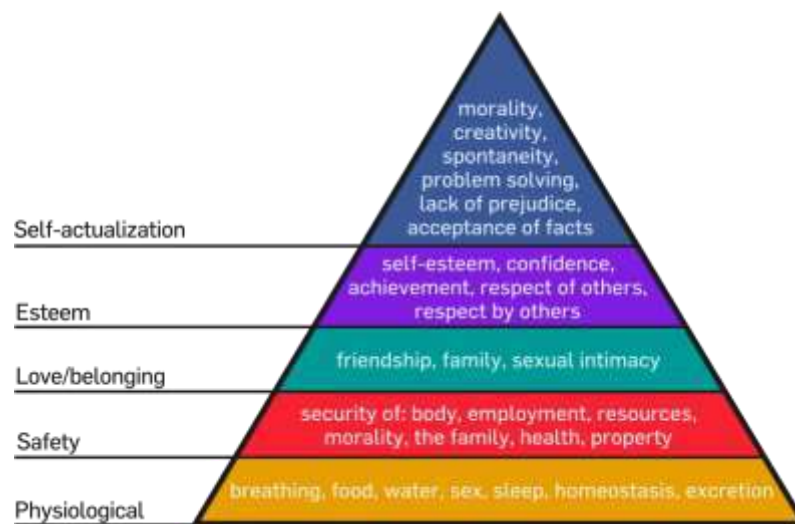 morality,
creativity,
spontaneity,
problem solving,
lack of prejudice,
acceptance of facts
Self-actualization
self-esteem, confidence,
achievement, respect of others,
respect by others
Esteem
friendship, family, sexual intimacy
Love/belonging
security of: body, employment, resources,
morality, the family, health, property
Safety
breathing, food, water, sex, sleep, homeostasis, excretion
Physiological